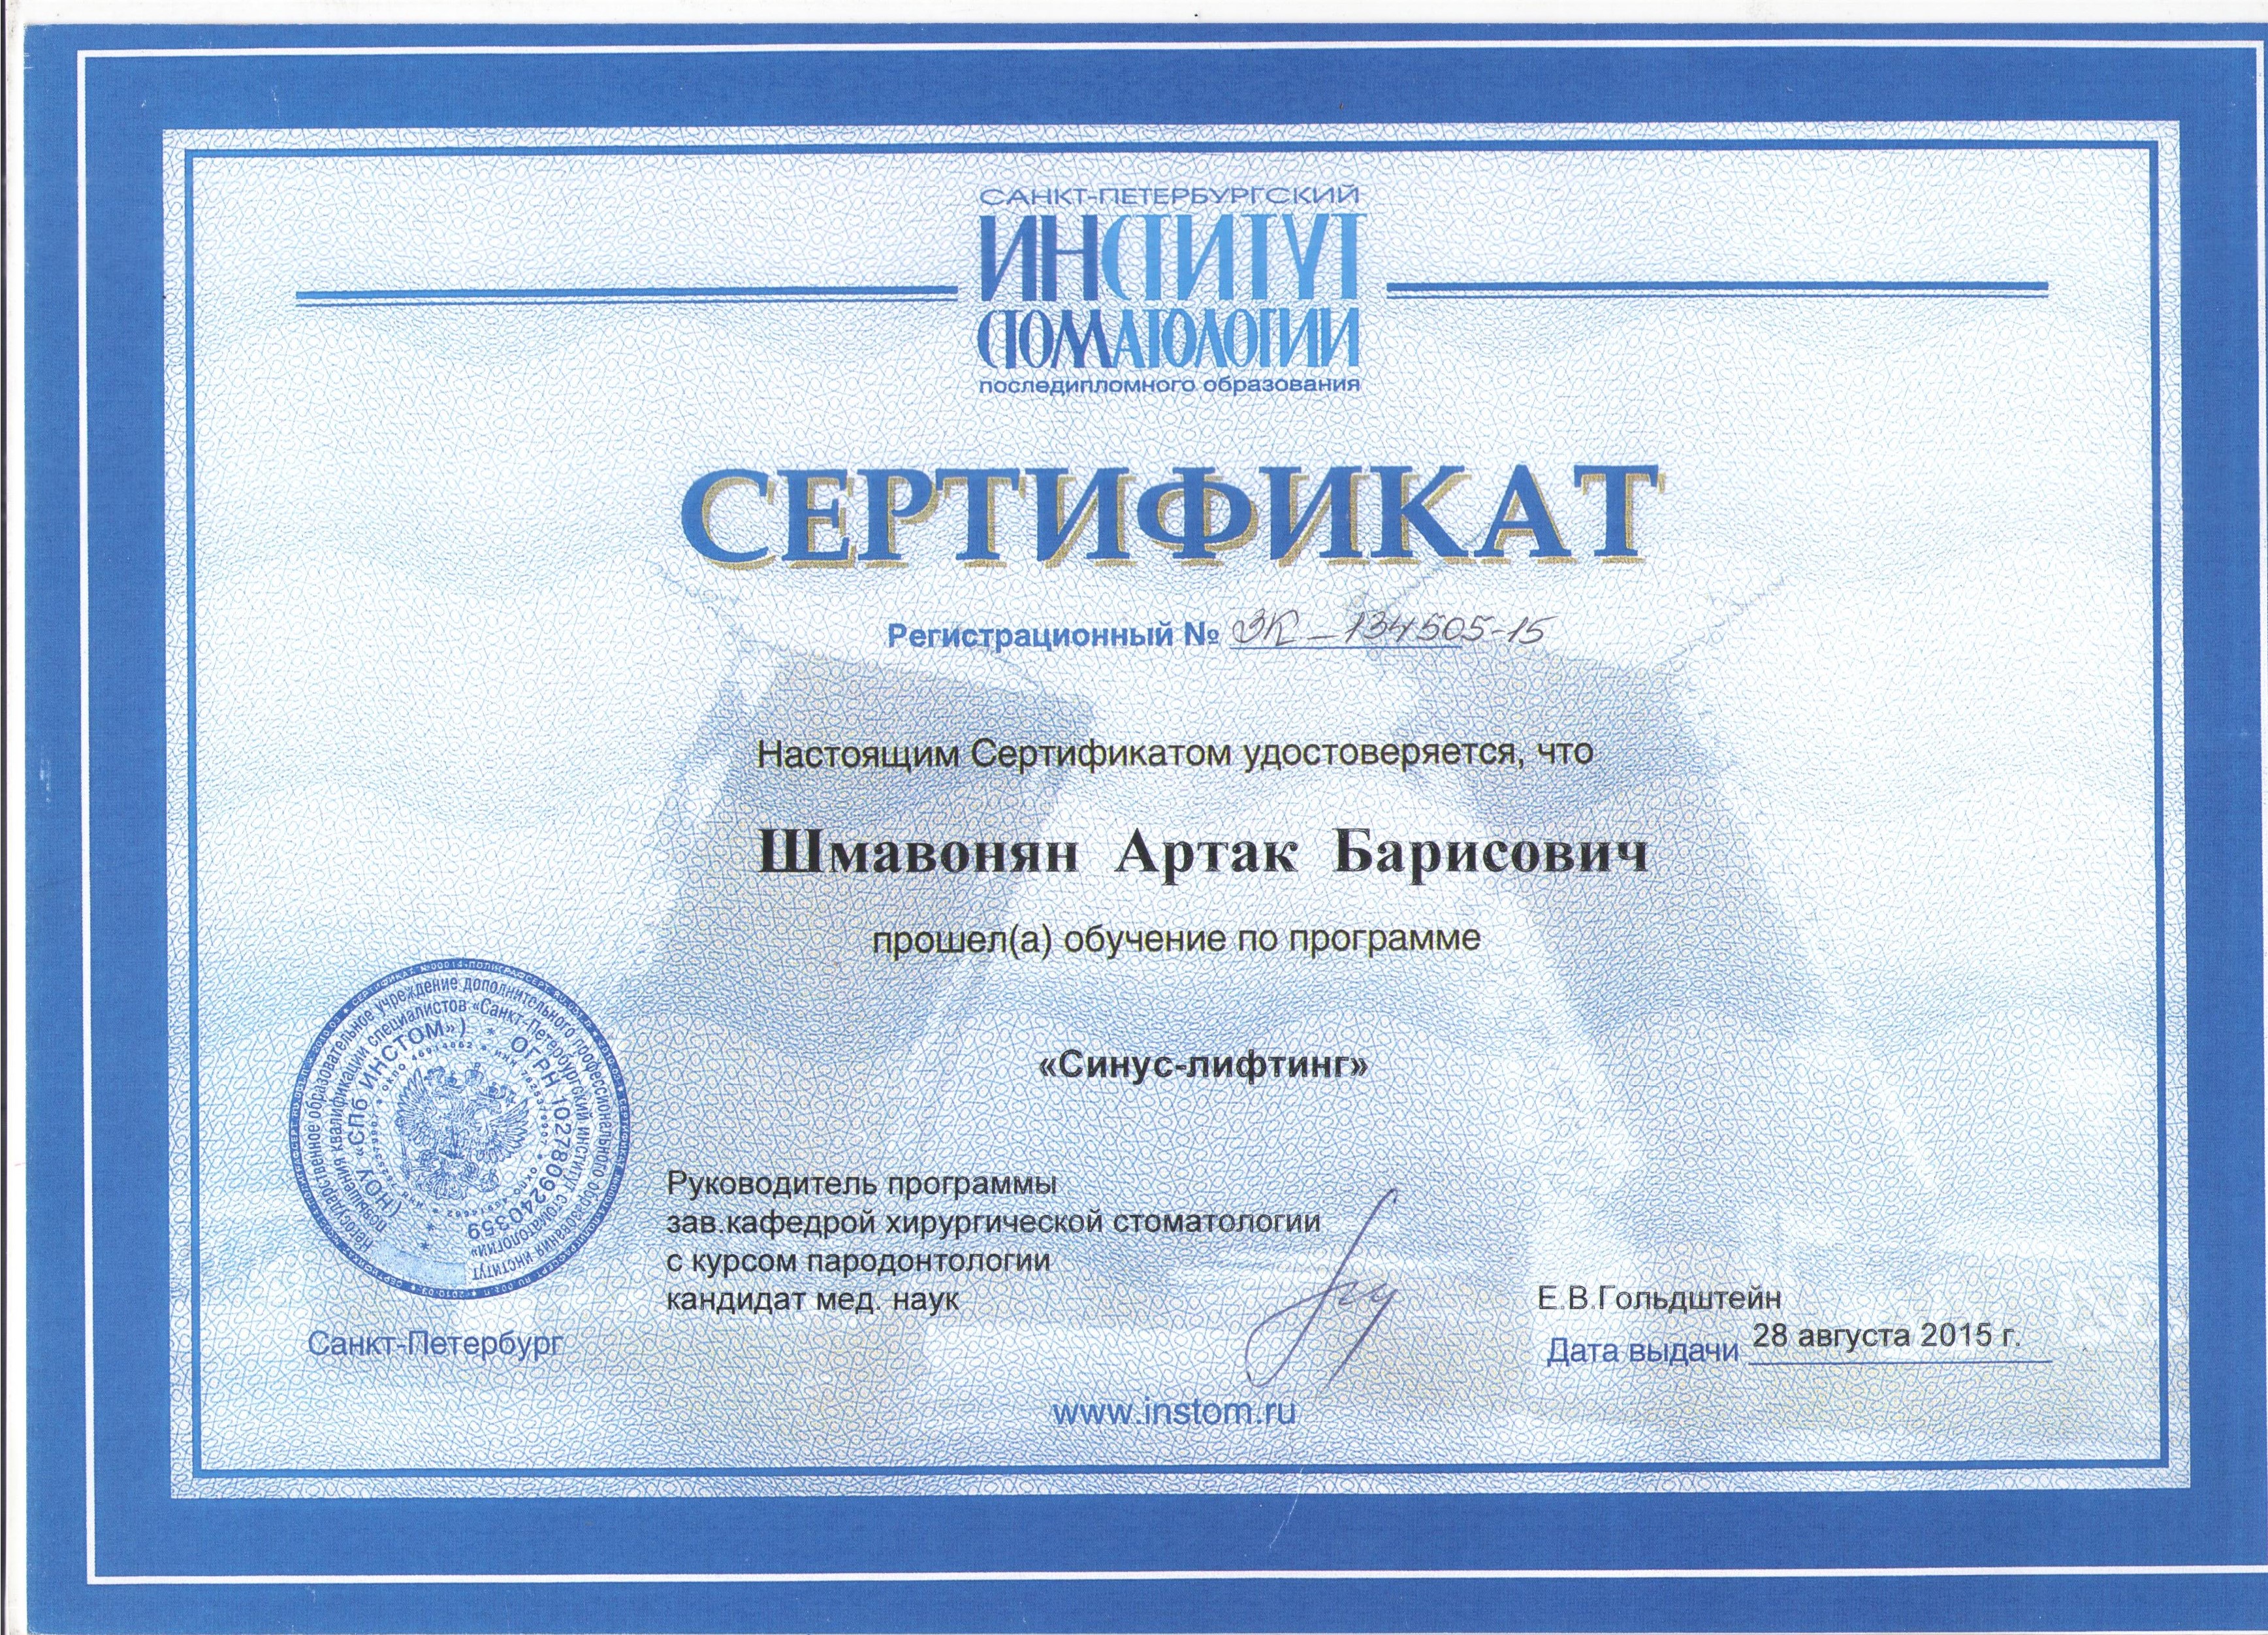 САНКТ-ПЕТЕРБУРГСКИЙ
ИНСТИТУТ
СТОМАТОЛОГИИ
последипломного образования
СЕРТИФИКАТ
Регистрационный № ЗК-134505-15
Настоящим Сертификатом удостоверяется, что
Шмавонян Артак Барисович
прошел(а) обучение по программе
«Синус-лифтинг»
Негосударственное образовательное учреждение дополнительного профессионального образования институт
повышения квалификации специалистов «Санкт-Петербургский институт стоматологии»
(НОУ «СПб ИНСТОМ») * ОГРН 1027809240359
Руководитель программы
зав.кафедрой хирургической стоматологии
с курсом пародонтологии
кандидат мед. наук
Е.В.Гольдштейн
Санкт-Петербург
Дата выдачи 28 августа 2015 г.
www.instom.ru